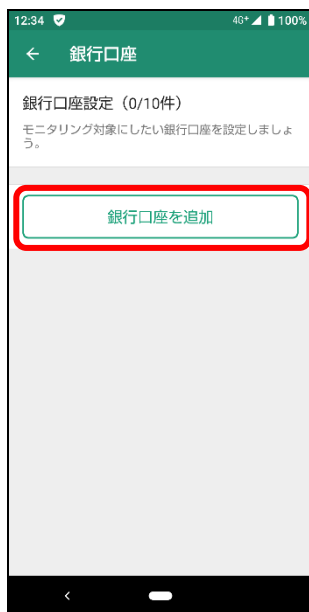 12:34 4G+ 100%
← 銀行口座
銀行口座設定（0/10件）
モニタリング対象にしたい銀行口座を設定しましょ
う。
銀行口座を追加